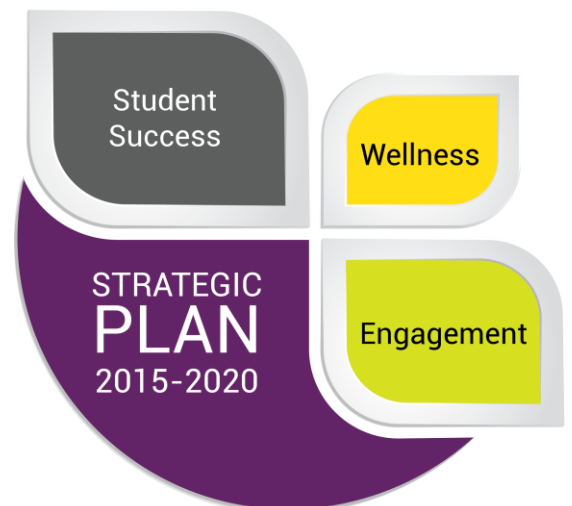 Student
Success
Wellness
STRATEGIC
PLAN
2015-2020
Engagement